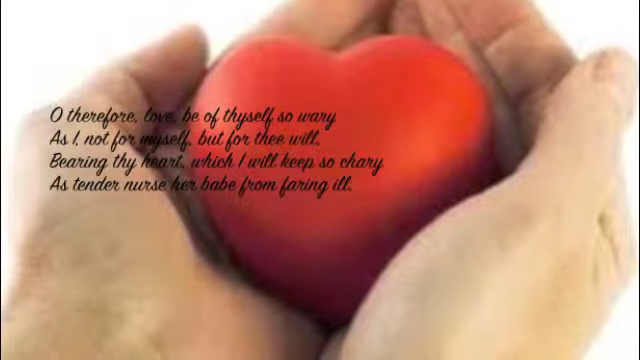 O therefore, love, be of thyself so wary
As I, not for myself, but for thee will,
Bearing thy heart, which I will keep so chary
As tender nurse her babe from faring ill.